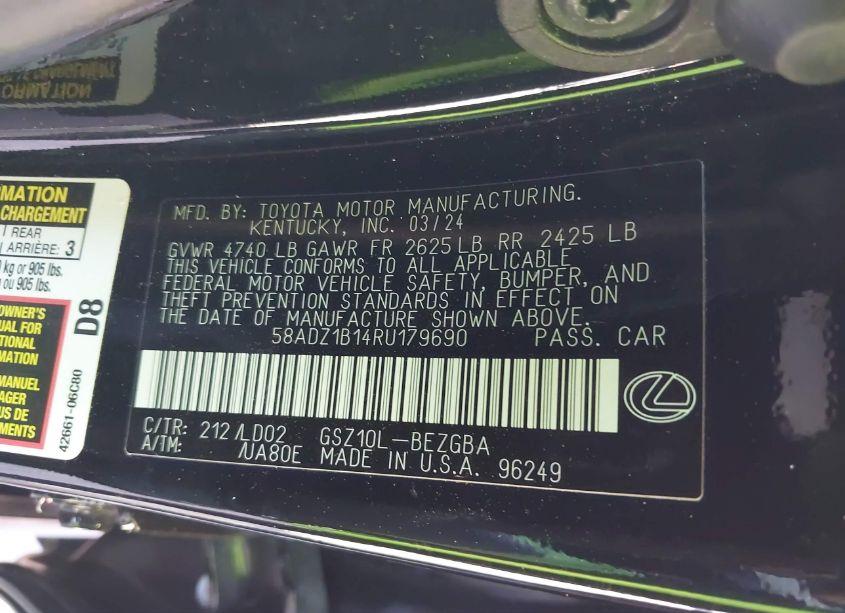 ORMATION
RMATION
CHARGEMENT
REAR
ARRIÈRE: 3
kg or 905 lbs.
ou 905 lbs.
OWNER'S
UAL FOR
TIONAL
MATION
MANUEL
AGER
US DE
D8
42661-06C80
MFD. BY: TOYOTA MOTOR MANUFACTURING.
KENTUCKY, INC. 03/24
GVWR 4740 LB GAWR FR 2625 LB RR 2425 LB
THIS VEHICLE CONFORMS TO ALL APPLICABLE
FEDERAL MOTOR VEHICLE SAFETY, BUMPER, AND
THEFT PREVENTION STANDARDS IN EFFECT ON
THE DATE OF MANUFACTURE SHOWN ABOVE.
58ADZ1B14RU179690 PASS. CAR
C/TR: 212 /LD02 GSZ10L-BEZGBA
A/TM: /UA80E MADE IN U.S.A. 96249